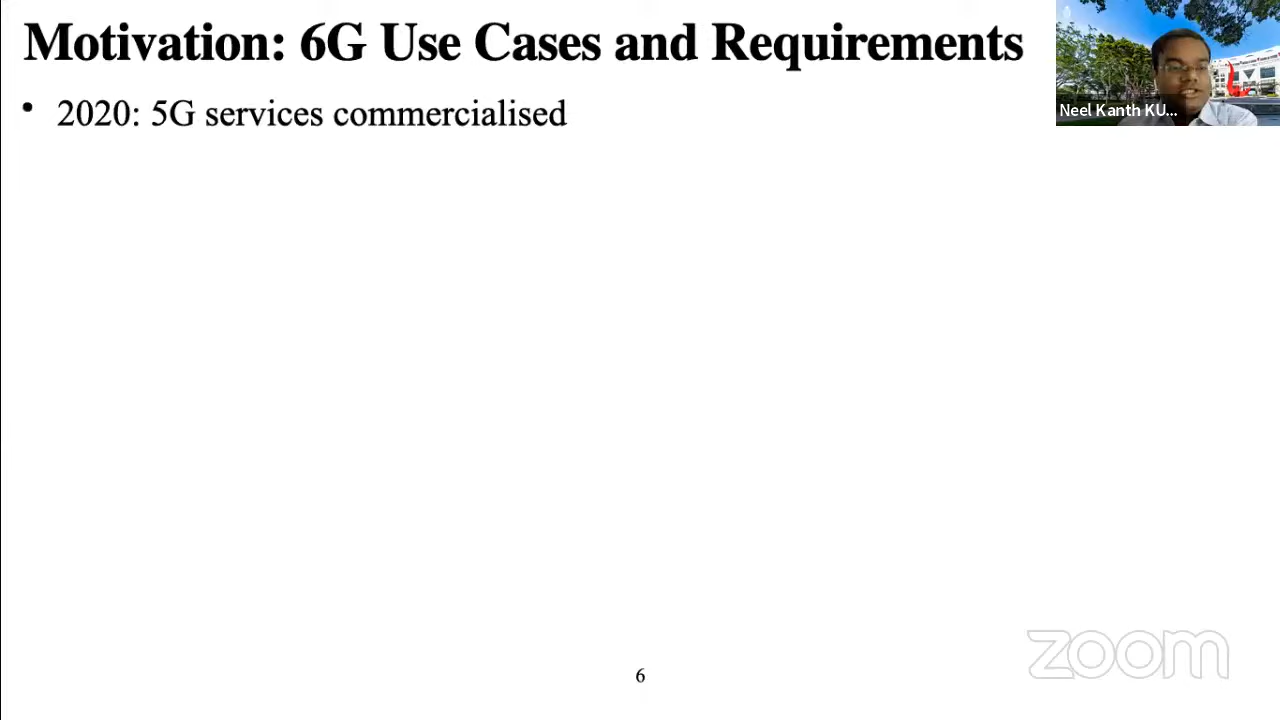 Motivation: 6G Use Cases and Requirements
• 2020: 5G services commercialised
Neel Kanth KU...
6
zoom